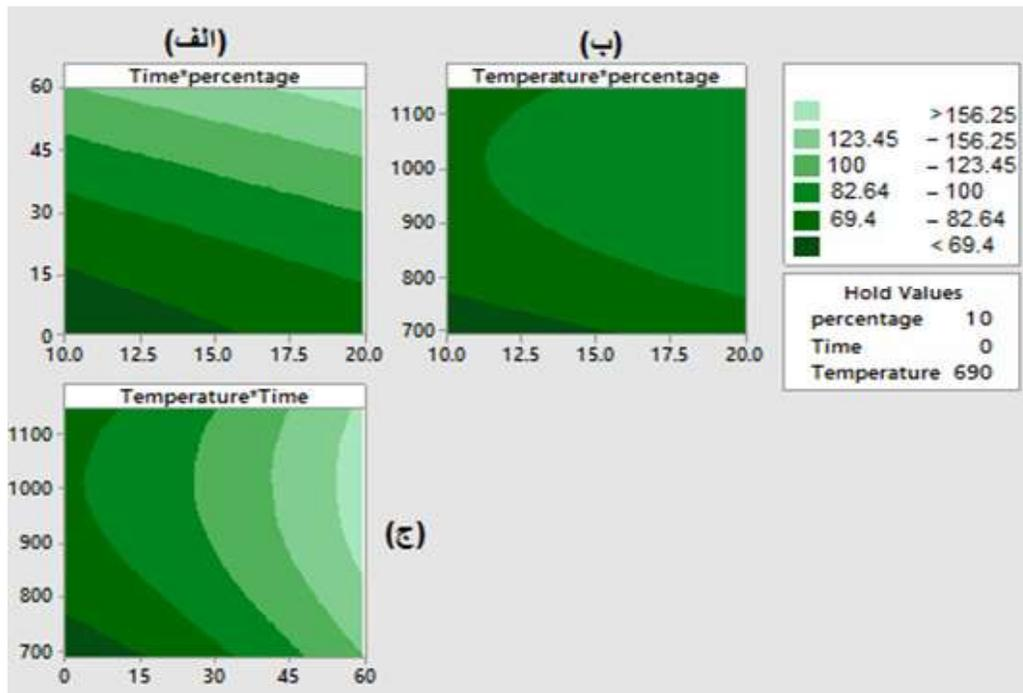 (الف)
Time*percentage
60
45
30
15
0
10.0 12.5 15.0 17.5 20.0
(ب)
Temperature*percentage
1100
1000
900
800
700
10.0 12.5 15.0 17.5 20.0
> 156.25
123.45 – 156.25
100 – 123.45
82.64 – 100
69.4 – 82.64
< 69.4
Hold Values
percentage 10
Time 0
Temperature 690
Temperature*Time
1100
1000
900
800
700
0 15 30 45 60
(ج)